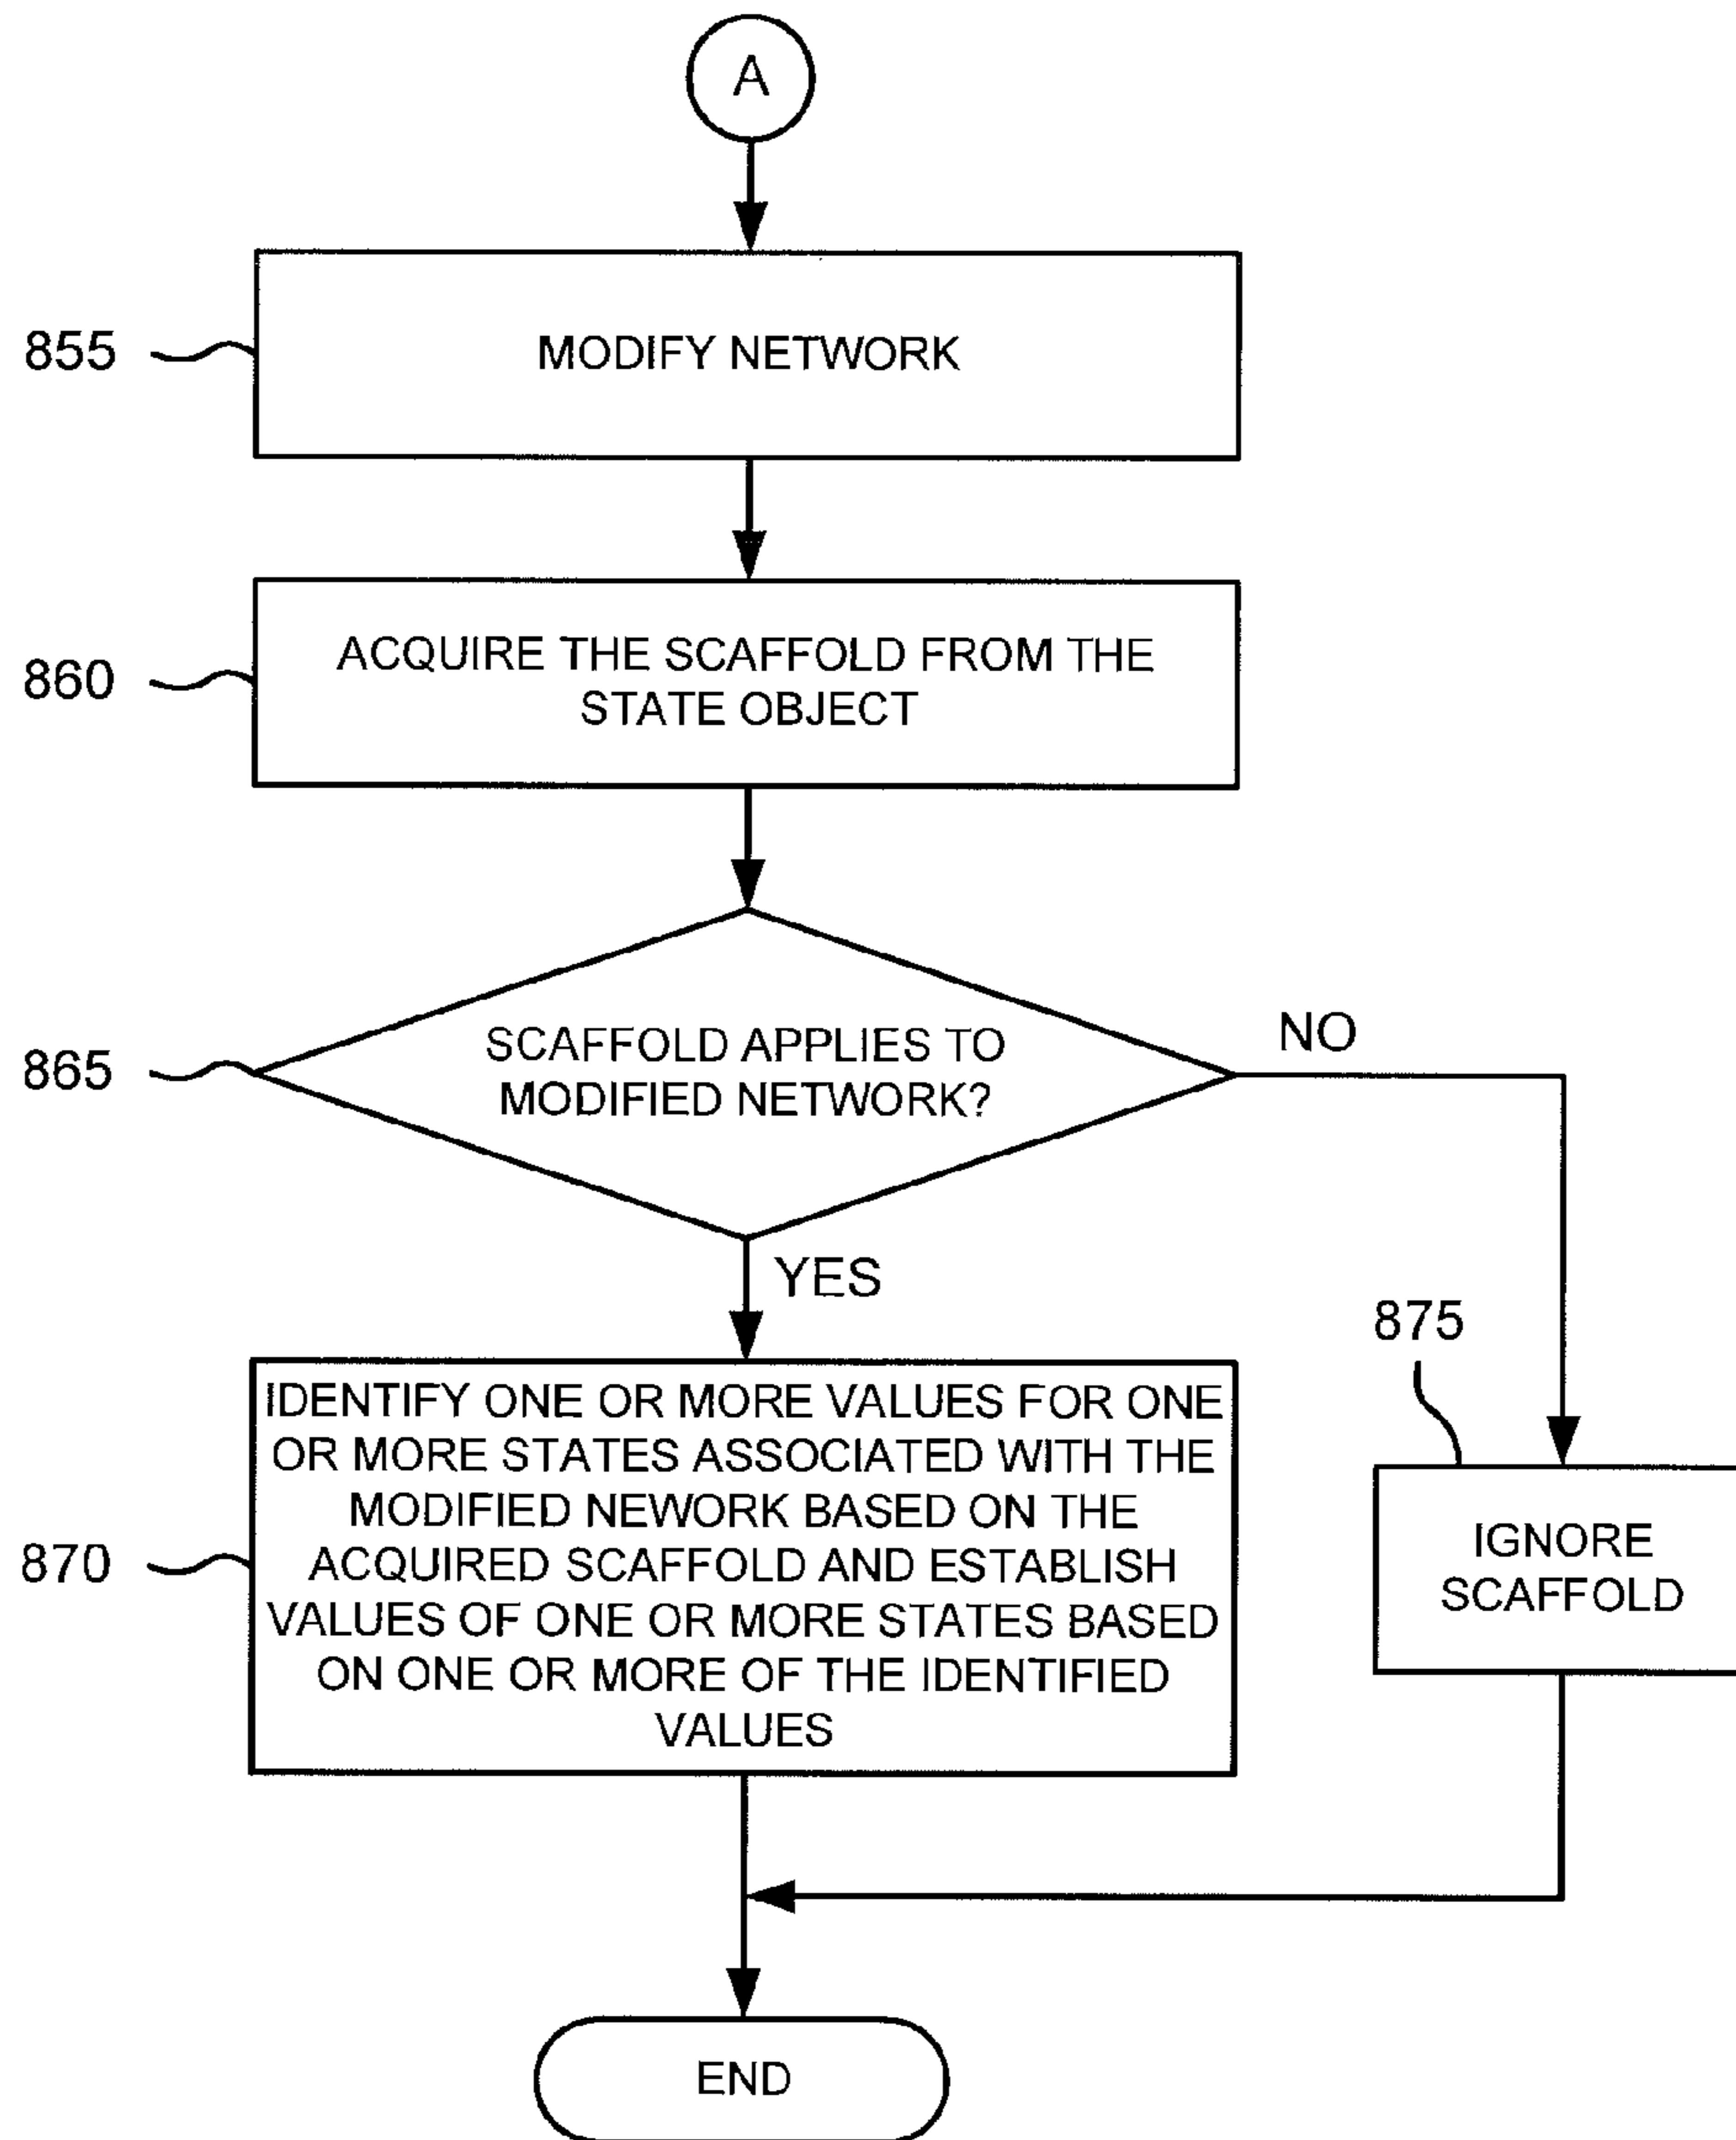 A
855
MODIFY NETWORK
860
ACQUIRE THE SCAFFOLD FROM THE
STATE OBJECT
865
SCAFFOLD APPLIES TO
MODIFIED NETWORK?
NO
YES
870
IDENTIFY ONE OR MORE VALUES FOR ONE
OR MORE STATES ASSOCIATED WITH THE
MODIFIED NEWORK BASED ON THE
ACQUIRED SCAFFOLD AND ESTABLISH
VALUES OF ONE OR MORE STATES BASED
ON ONE OR MORE OF THE IDENTIFIED
VALUES
875
IGNORE
SCAFFOLD
END